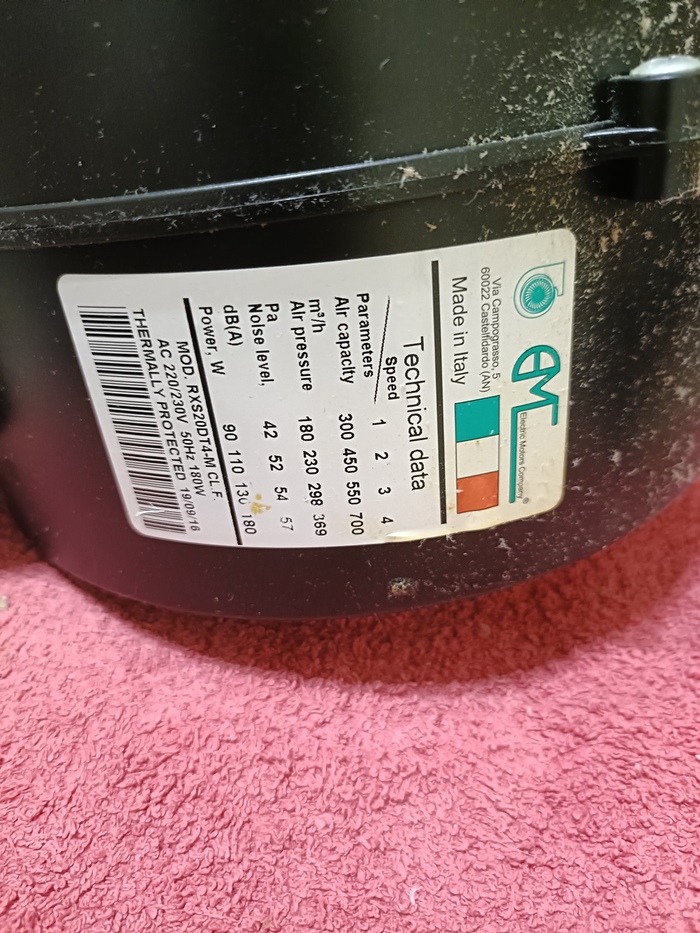 EMC®
Electric Motors Company
Via Campograsso, 5
60022 Castelfidardo (AN)
Made in Italy
Technical data
Speed 1 2 3 4
Parameters
Air capacity 300 450 550 700
m³/h
Air pressure 180 230 298 369
Pa
Noise level, 42 52 54 57
dB(A)
Power, W 90 110 130 180
MOD. RXS20DT4-M CL.F.
AC 220/230V 50Hz 180W
THERMALLY PROTECTED 19/09/16